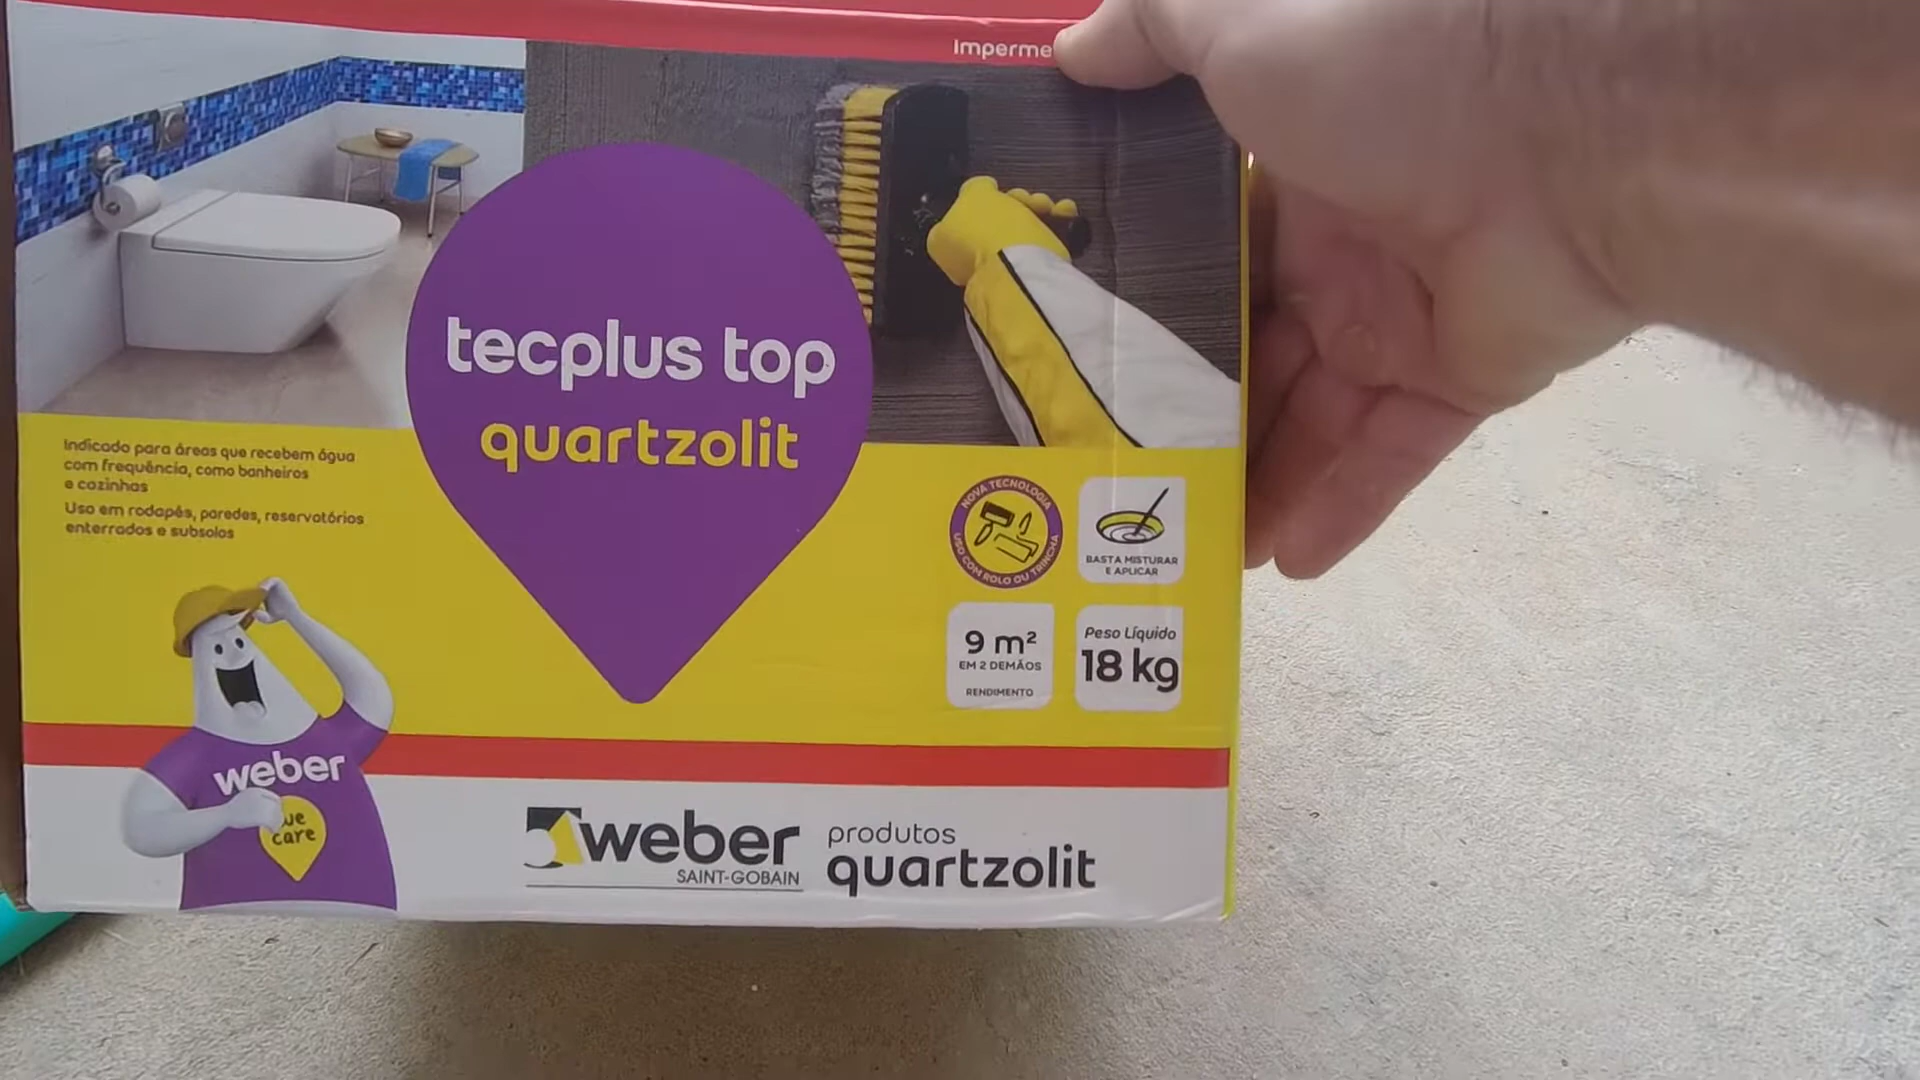 tecplus top
quartzolit
Indicado para áreas que recebem água
com frequência, como banheiros
e cozinhas
Uso em rodapés, paredes, reservatórios
enterrados e subsolos
NOVA TECNOLOGIA
USO COM ROLO OU TRINCHA
BASTA MISTURAR
E APLICAR
9 m²
EM 2 DEMÃOS
RENDIMENTO
Peso Líquido
18 kg
weber
we
care
weber
SAINT-GOBAIN
produtos
quartzolit